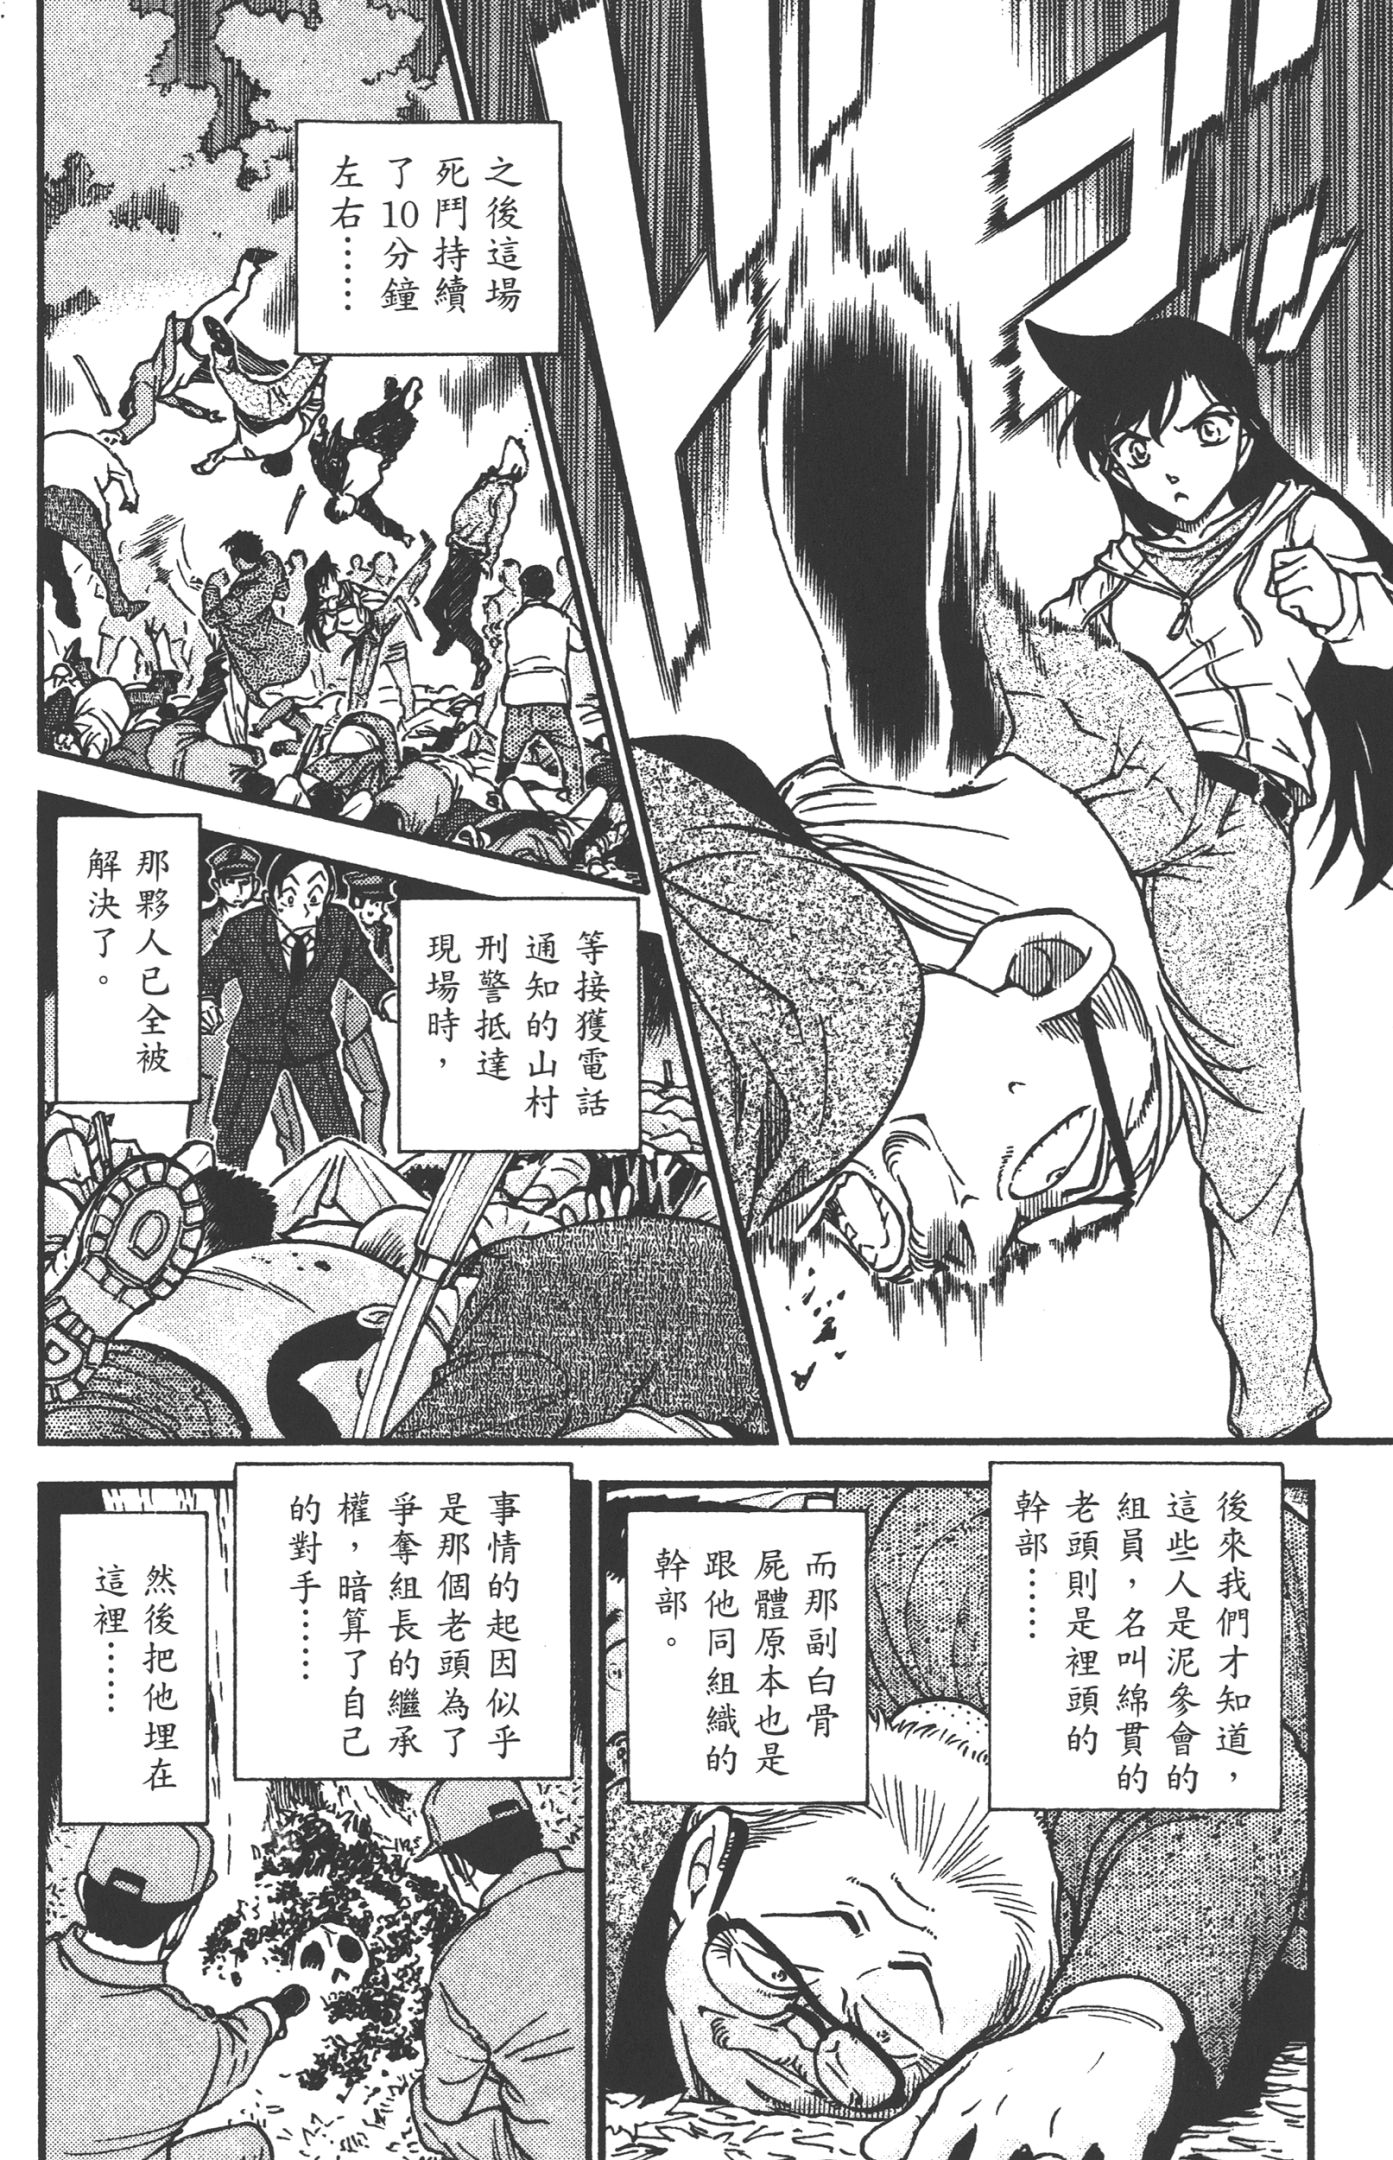 之後這場
死鬥持續
了10分鐘
左右……
等接獲電話
通知的山村
刑警抵達
現場時，
那夥人已全被
解決了。
後來我們才知道，
這些人是泥參會的
組員，名叫綿貫的
老頭則是裡頭的
幹部……
而那副白骨
屍體原本也是
跟他同組織的
幹部。
事情的起因似乎
是那個老頭為了
爭奪組長的繼承
權，暗算了自己
的對手……
然後把他埋在
這裡……